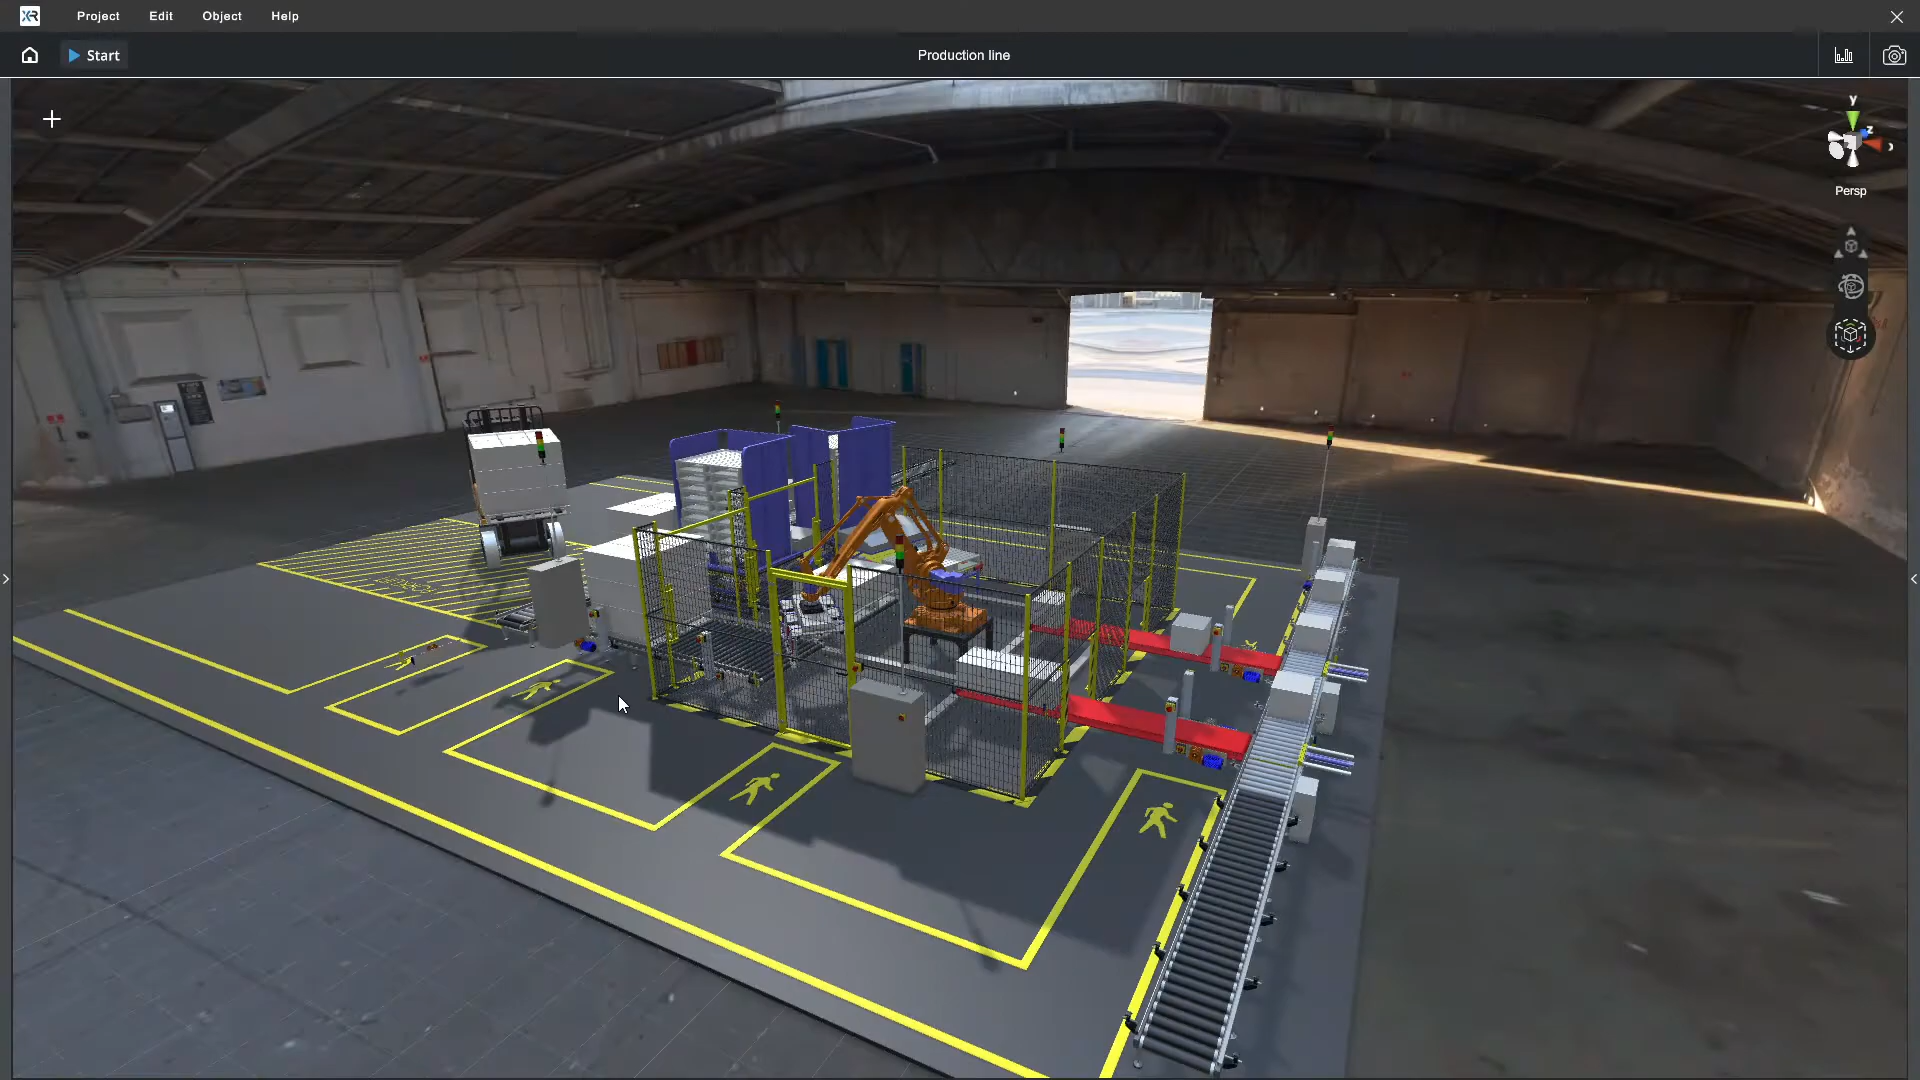 XR
Project
Edit
Object
Help
Start
Production line
y
z
Persp